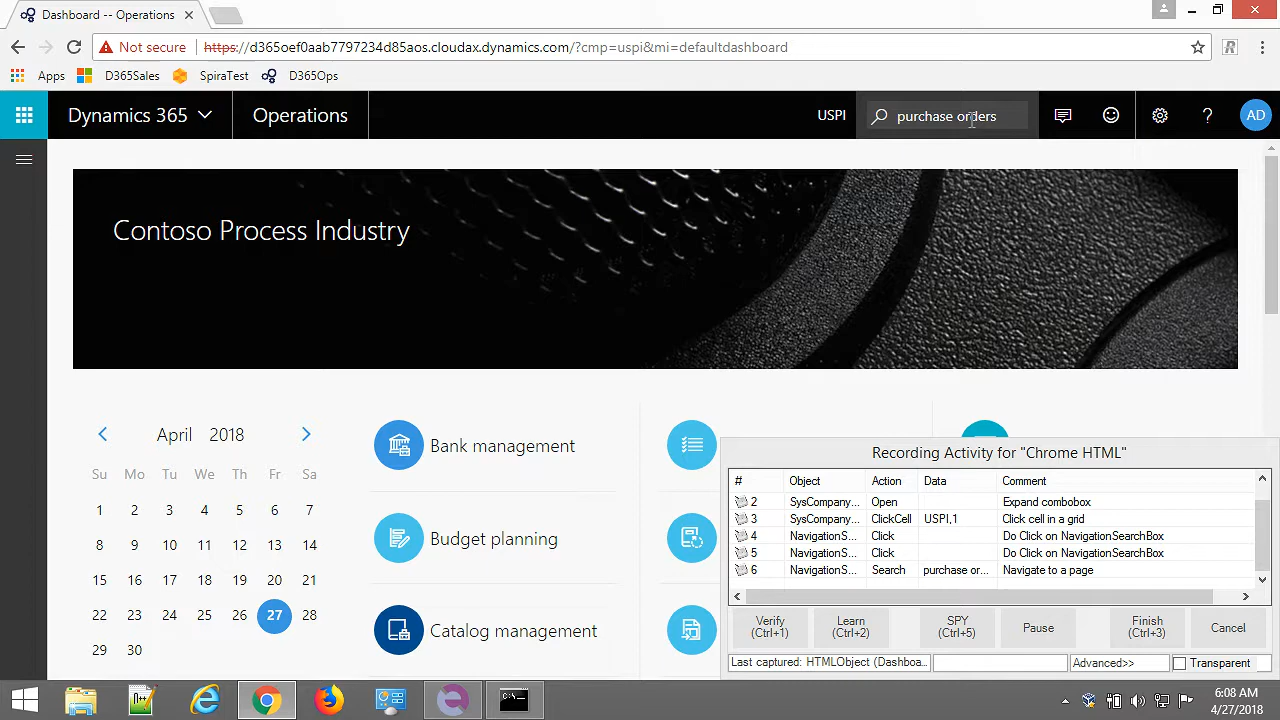 Dashboard -- Operations
Not secure https://d365oef0aab7797234d85aos.cloudax.dynamics.com/?cmp=uspi&mi=defaultdashboard
Apps D365Sales SpiraTest D365Ops
Dynamics 365 Operations USPI purchase orders ? AD
Contoso Process Industry
April 2018
Su Mo Tu We Th Fr Sa
1 2 3 4 5 6 7
8 9 10 11 12 13 14
15 16 17 18 19 20 21
22 23 24 25 26 27 28
29 30
Bank management
Budget planning
Catalog management
Recording Activity for "Chrome HTML"
# Object Action Data Comment
2 SysCompany... Open Expand combobox
3 SysCompany... ClickCell USPI,1 Click cell in a grid
4 NavigationS... Click Do Click on NavigationSearchBox
5 NavigationS... Click Do Click on NavigationSearchBox
6 NavigationS... Search purchase or... Navigate to a page
Verify (Ctrl+1) Learn (Ctrl+2) SPY (Ctrl+5) Pause Finish (Ctrl+3) Cancel
Last captured: HTMLObject (Dashboa... Advanced>> Transparent
6:08 AM
4/27/2018